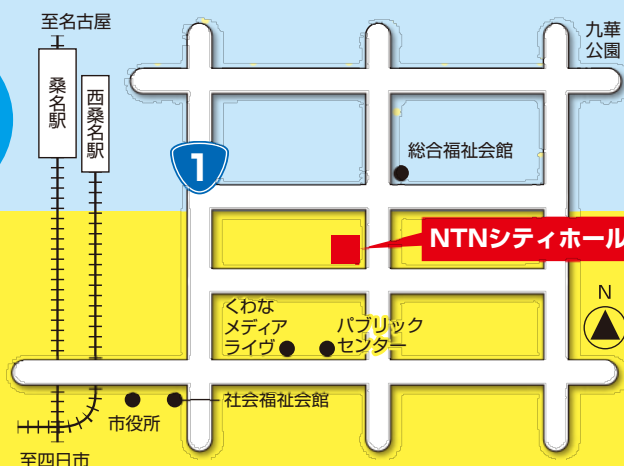 至名古屋
九華
公園
桑名駅
西桑名駅
総合福祉会館
1
NTNシティホール
N
くわな
メディア
ライヴ
パブリック
センター
社会福祉会館
市役所
至四日市